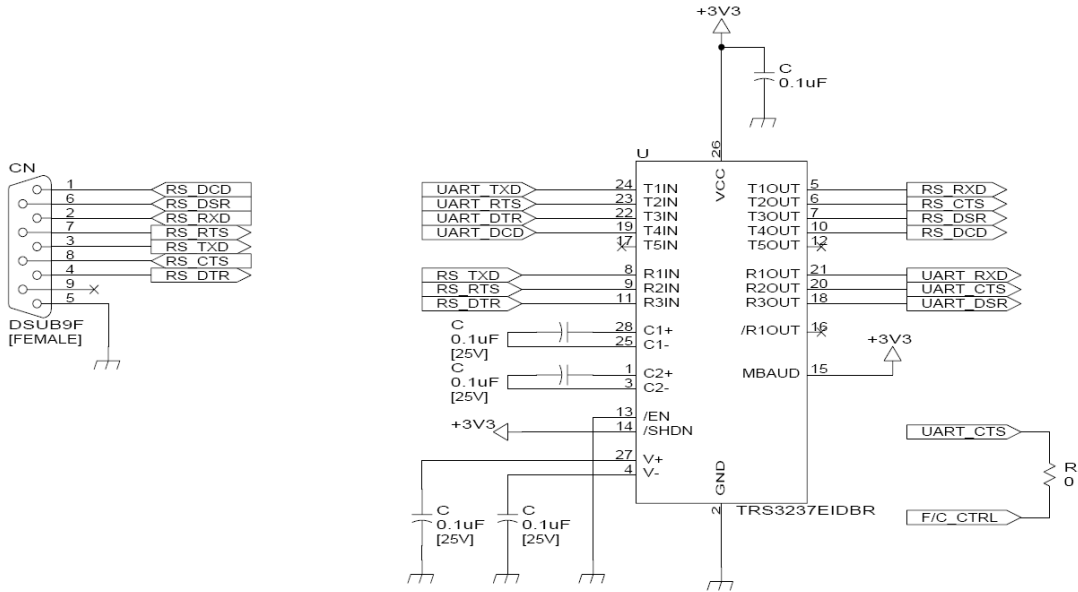 +3V3
C
0.1uF
CN
1
RS_DCD
6
RS_DSR
2
RS_RXD
7
RS_RTS
3
RS_TXD
8
RS_CTS
4
RS_DTR
9
5
DSUB9F
[FEMALE]
U
26
VCC
UART_TXD 24 T1IN T1OUT 5 RS_RXD
UART_RTS 23 T2IN T2OUT 6 RS_CTS
UART_DTR 22 T3IN T3OUT 7 RS_DSR
UART_DCD 19 T4IN T4OUT 10 RS_DCD
17 T5IN T5OUT 12
RS_TXD 8 R1IN R1OUT 21 UART_RXD
RS_RTS 9 R2IN R2OUT 20 UART_CTS
RS_DTR 11 R3IN R3OUT 18 UART_DSR
C
0.1uF
[25V]
28 C1+
25 C1-
/R1OUT 16
+3V3
C
0.1uF
[25V]
1 C2+
3 C2-
MBAUD 15
13 /EN
+3V3 14 /SHDN
27 V+
4 V-
GND
2
TRS3237EIDBR
C
0.1uF
[25V]
C
0.1uF
[25V]
UART_CTS
R
0
F/C_CTRL